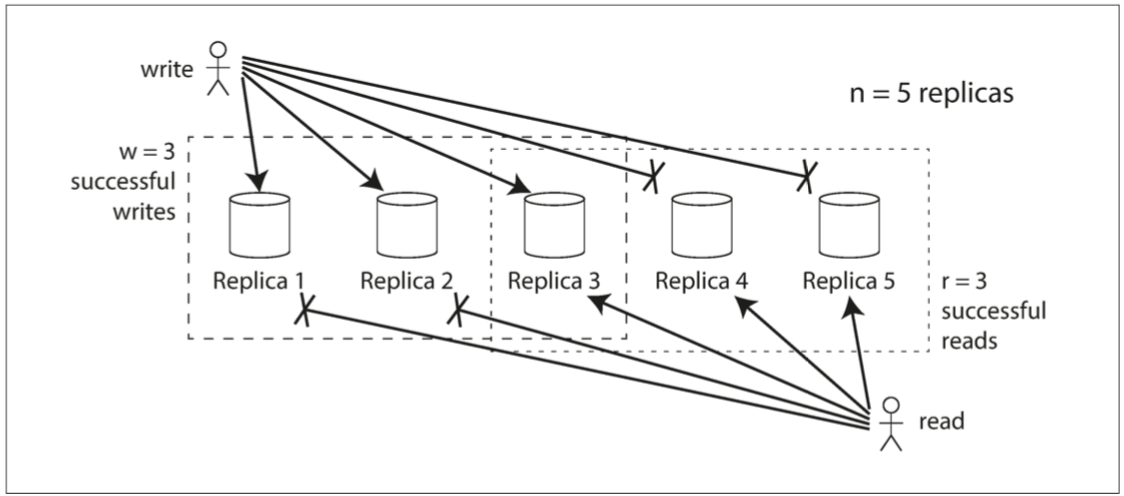 write
n = 5 replicas
w = 3
successful
writes
Replica 1
Replica 2
Replica 3
Replica 4
Replica 5
r = 3
successful
reads
read